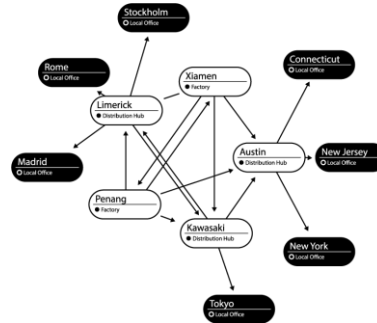 Stockholm
Local Office
Rome
Local Office
Xiamen
Factory
Connecticut
Local Office
Limerick
Distribution Hub
Austin
Distribution Hub
New Jersey
Local Office
Madrid
Local Office
Penang
Factory
Kawasaki
Distribution Hub
New York
Local Office
Tokyo
Local Office